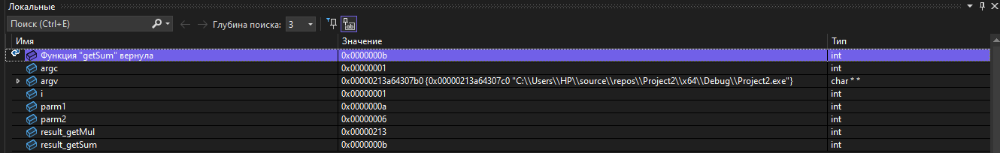 Локальные
Поиск (Ctrl+E) Глубина поиска: 3
Имя Значение Тип
Функция "getSum" вернула 0x0000000b int
argc 0x00000001 int
argv 0x00000213a64307b0 {0x00000213a64307c0 "C:\\Users\\HP\\source\\repos\\Project2\\x64\\Debug\\Project2.exe"} char * *
i 0x00000001 int
parm1 0x0000000a int
parm2 0x00000006 int
result_getMul 0x00000213 int
result_getSum 0x0000000b int